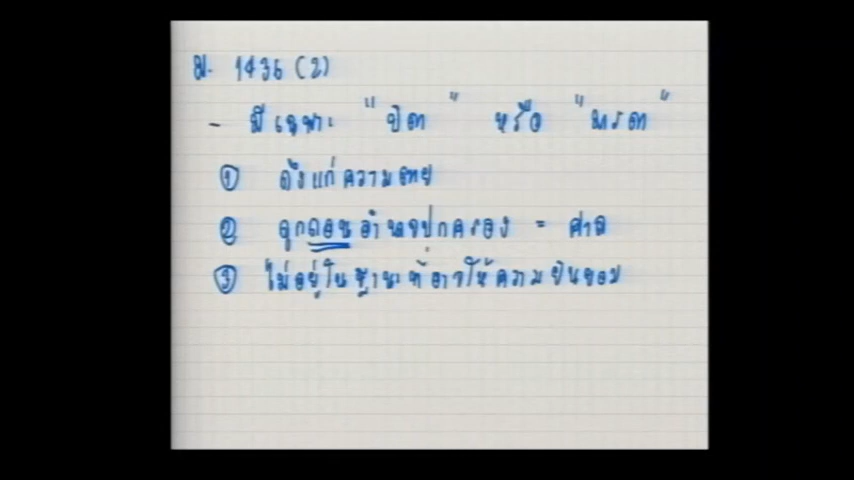 ม. 1436 (2)
- มีเฉพาะ "บิดา" หรือ "มารดา"
① ถึงแก่ความตาย
② ถูกถอนอำนาจปกครอง = ศาล
③ ไม่อยู่ในฐานะที่อาจให้ความยินยอม